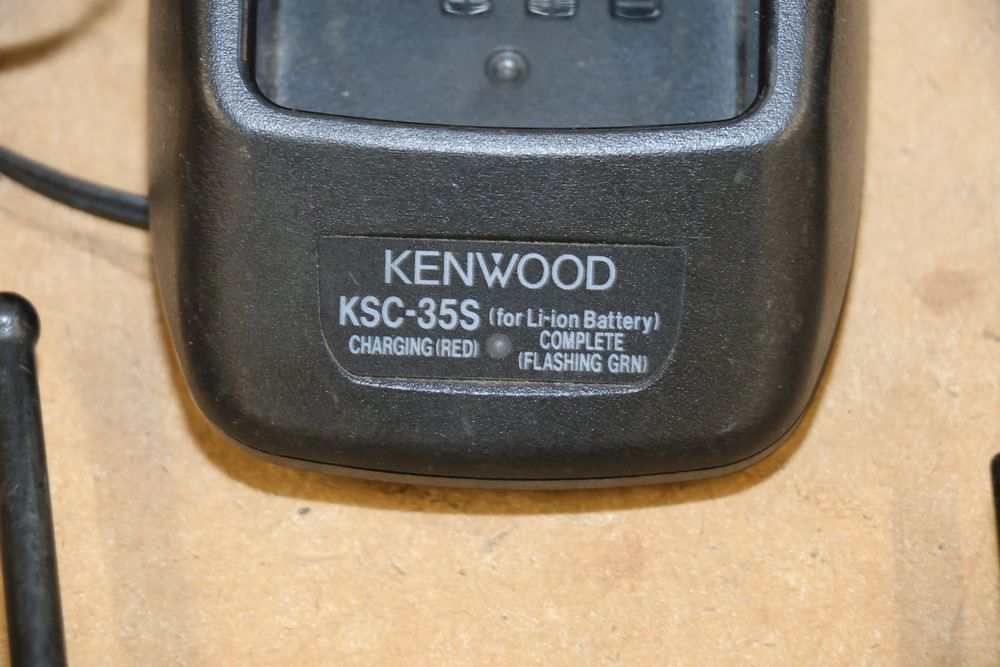 KENWOOD
KSC-35S (for Li-ion Battery)
CHARGING (RED) COMPLETE
(FLASHING GRN)